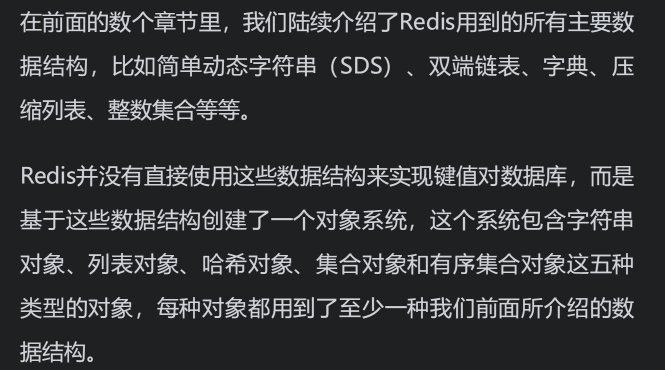 在前面的数个章节里，我们陆续介绍了Redis用到的所有主要数
据结构，比如简单动态字符串（SDS）、双端链表、字典、压
缩列表、整数集合等等。
Redis并没有直接使用这些数据结构来实现键值对数据库，而是
基于这些数据结构创建了一个对象系统，这个系统包含字符串
对象、列表对象、哈希对象、集合对象和有序集合对象这五种
类型的对象，每种对象都用到了至少一种我们前面所介绍的数
据结构。